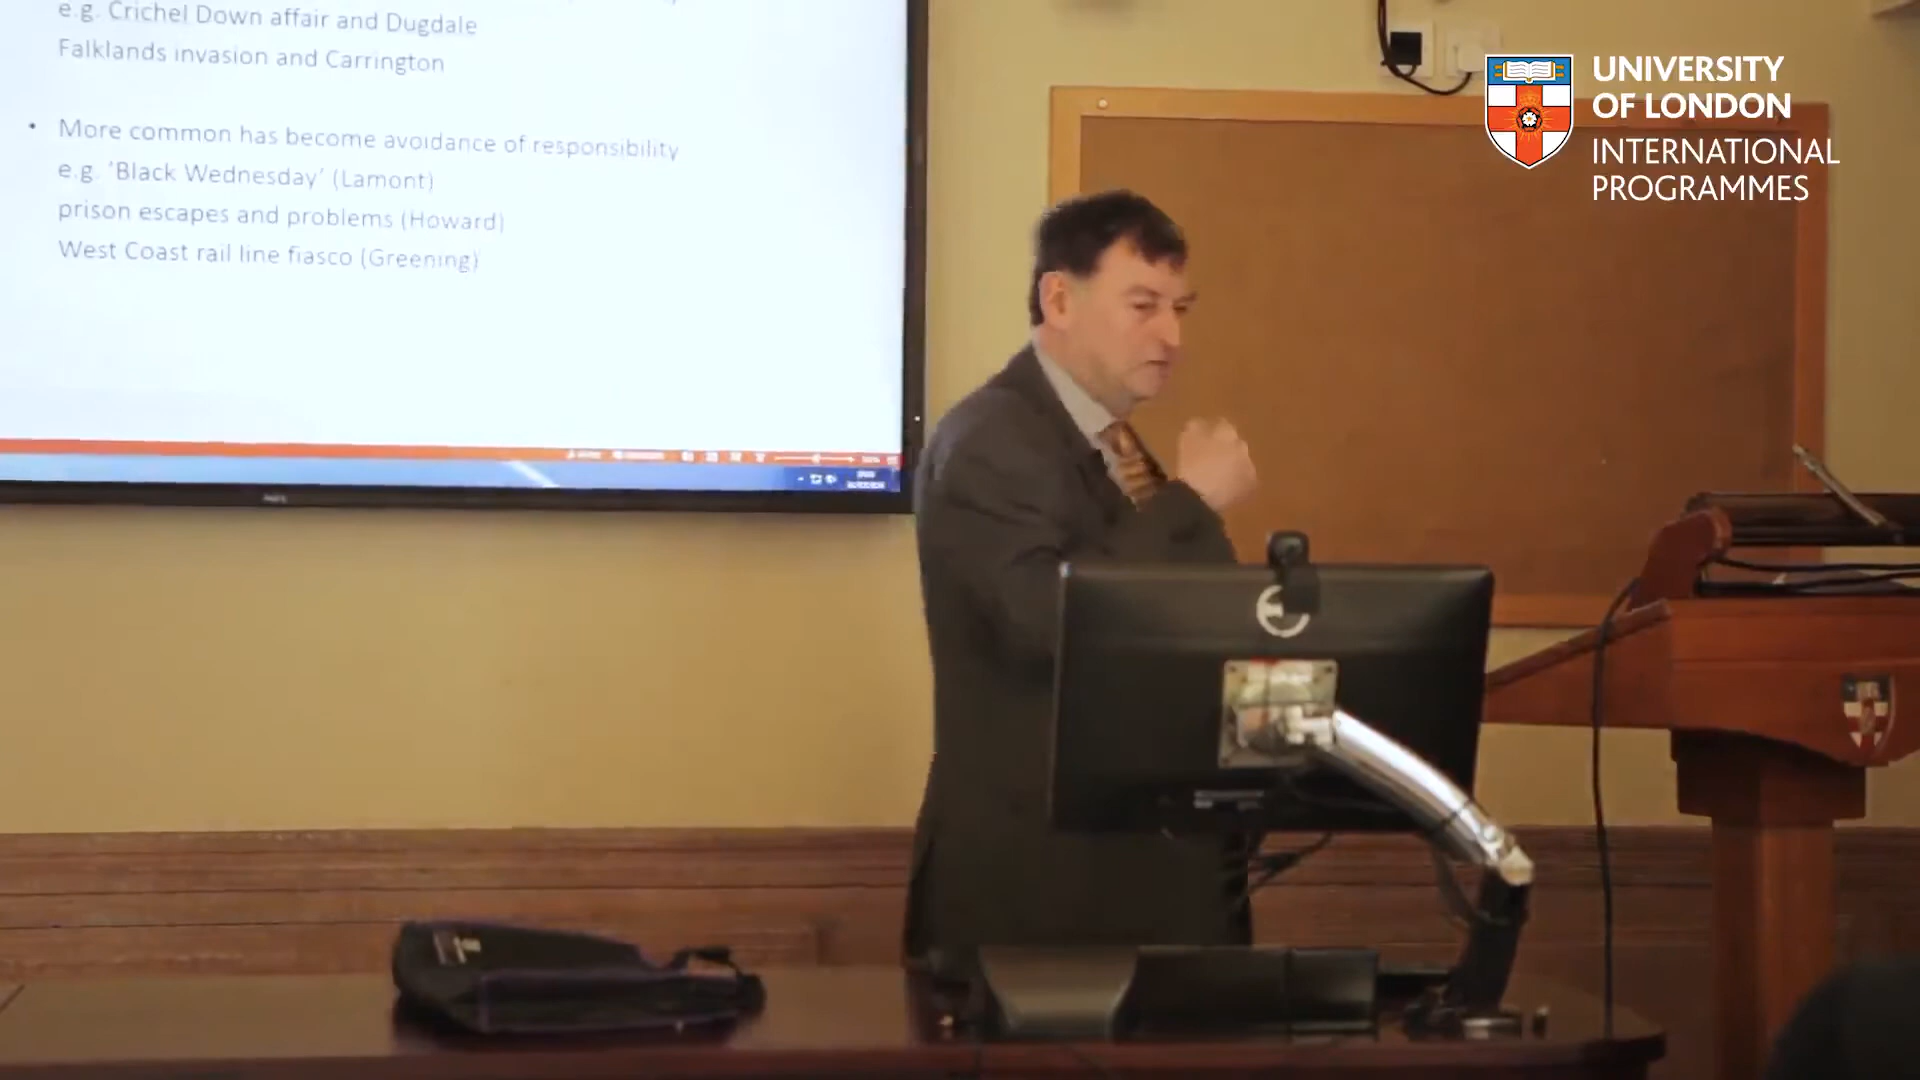 e.g. Crichel Down affair and Dugdale
Falklands invasion and Carrington
• More common has become avoidance of responsibility
e.g. 'Black Wednesday' (Lamont)
prison escapes and problems (Howard)
West Coast rail line fiasco (Greening)
UNIVERSITY
OF LONDON
INTERNATIONAL
PROGRAMMES